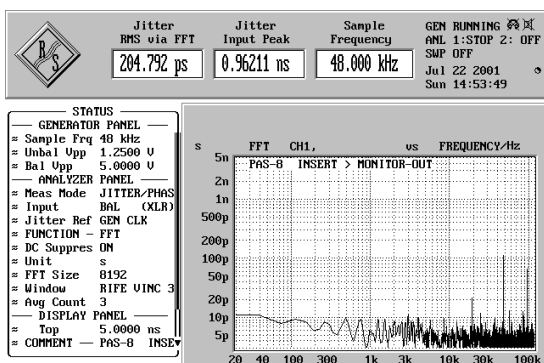 R S
Jitter RMS via FFT
204.792 ps
Jitter Input Peak
0.96211 ns
Sample Frequency
48.000 kHz
GEN RUNNING
ANL 1:STOP 2: OFF
SWP OFF
Jul 22 2001
Sun 14:53:49
STATUS
GENERATOR PANEL
≈ Sample Frq 48 kHz
≈ Unbal Vpp 1.2500 V
≈ Bal Vpp 5.0000 V
ANALYZER PANEL
≈ Meas Mode JITTER/PHAS
≈ Input BAL (XLR)
≈ Jitter Ref GEN CLK
≈ FUNCTION - FFT
≈ DC Suppres ON
≈ Unit s
≈ FFT Size 8192
≈ Window RIFE VINC 3
≈ Avg Count 3
DISPLAY PANEL
≈ Top 5.0000 ns
≈ COMMENT — PAS-8 INSE
s FFT CH1, vs FREQUENCY/Hz
PAS-8 INSERT > MONITOR-OUT
5n
2n
1n
500p
200p
100p
50p
20p
10p
5p
20 40 100 300 1k 3k 10k 30k 100k